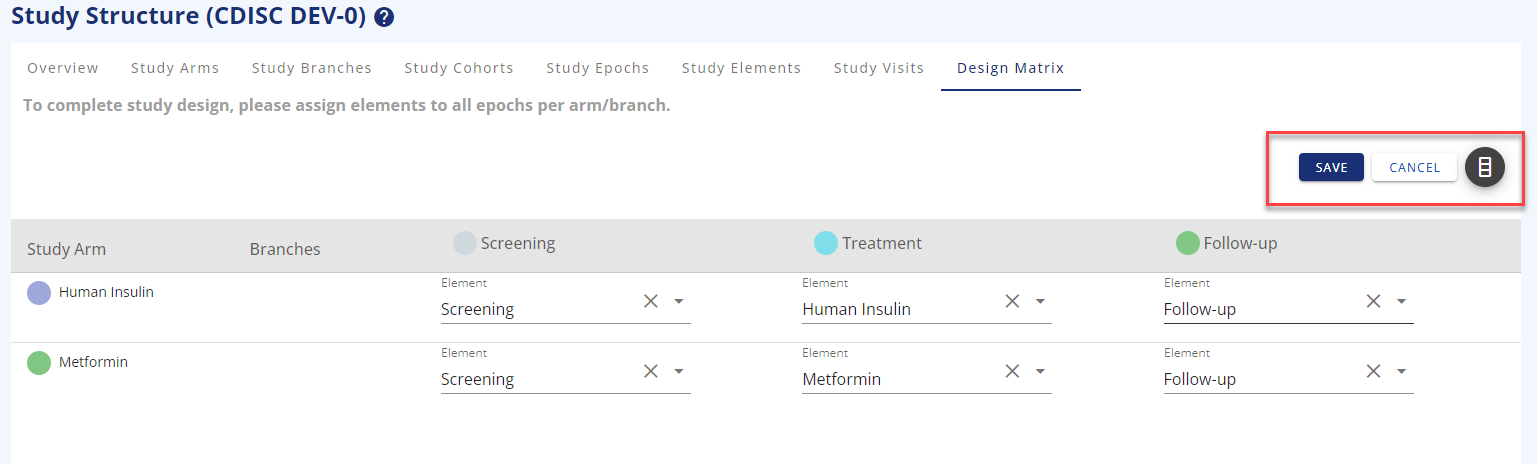 Study Structure (CDISC DEV-0) ?
Overview Study Arms Study Branches Study Cohorts Study Epochs Study Elements Study Visits Design Matrix
To complete study design, please assign elements to all epochs per arm/branch.
SAVE CANCEL
Study Arm Branches Screening Treatment Follow-up
Human Insulin
Element Element Element
Screening Human Insulin Follow-up
Metformin
Element Element Element
Screening Metformin Follow-up